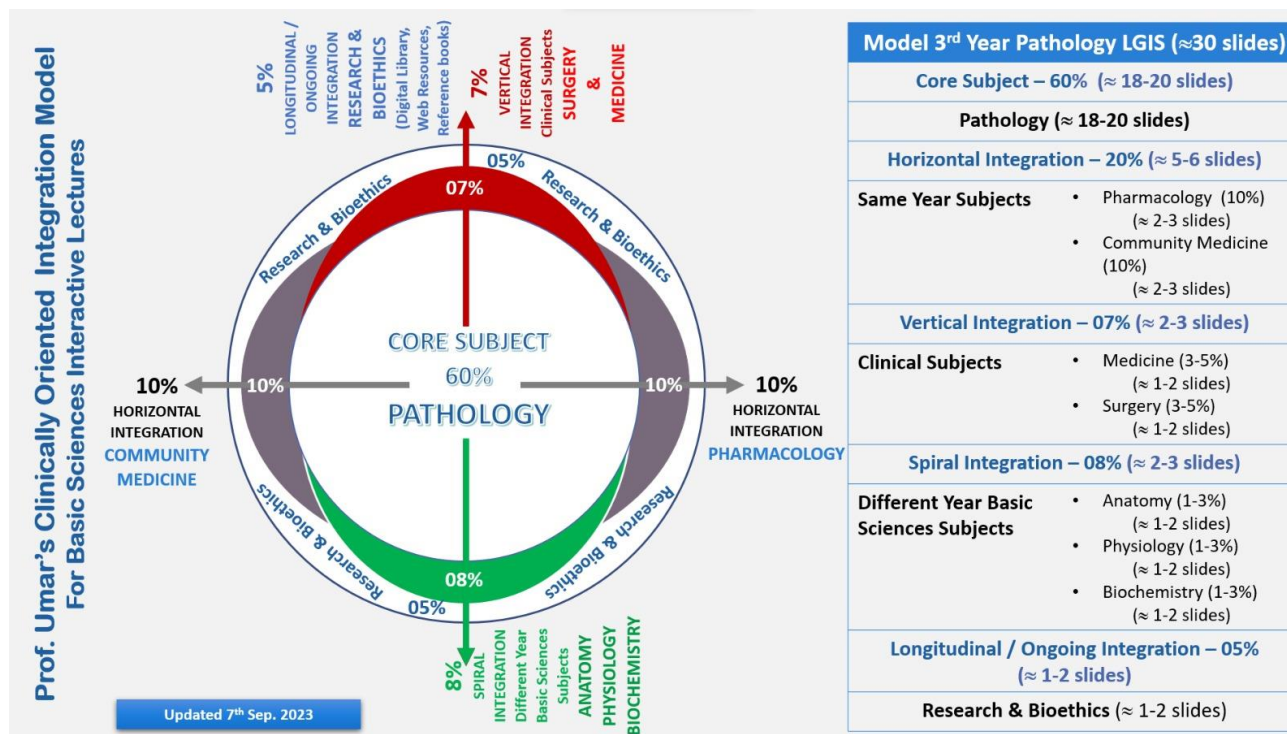 Prof. Umar's Clinically Oriented Integration Model
For Basic Sciences Interactive Lectures
5%
LONGITUDINAL /
ONGOING
INTEGRATION
RESEARCH &
BIOETHICS
(Digital Library,
Web Resources,
Reference books)
7%
VERTICAL
INTEGRATION
Clinical Subjects
SURGERY
&
MEDICINE
05%
07%
Research & Bioethics
Research & Bioethics
CORE SUBJECT
60%
PATHOLOGY
10%
10%
10%
HORIZONTAL
INTEGRATION
COMMUNITY
MEDICINE
10%
HORIZONTAL
INTEGRATION
PHARMACOLOGY
Research & Bioethics
Research & Bioethics
08%
05%
8%
SPIRAL
INTEGRATION
Different Year
Basic Sciences
Subjects
ANATOMY
PHYSIOLOGY
BIOCHEMISTRY
Updated 7th Sep. 2023
Model 3rd Year Pathology LGIS (≈30 slides)
Core Subject – 60% (≈ 18-20 slides)
Pathology (≈ 18-20 slides)
Horizontal Integration – 20% (≈ 5-6 slides)
Same Year Subjects
• Pharmacology (10%)
(≈ 2-3 slides)
• Community Medicine
(10%)
(≈ 2-3 slides)
Vertical Integration – 07% (≈ 2-3 slides)
Clinical Subjects
• Medicine (3-5%)
(≈ 1-2 slides)
• Surgery (3-5%)
(≈ 1-2 slides)
Spiral Integration – 08% (≈ 2-3 slides)
Different Year Basic
Sciences Subjects
• Anatomy (1-3%)
(≈ 1-2 slides)
• Physiology (1-3%)
(≈ 1-2 slides)
• Biochemistry (1-3%)
(≈ 1-2 slides)
Longitudinal / Ongoing Integration – 05%
(≈ 1-2 slides)
Research & Bioethics (≈ 1-2 slides)